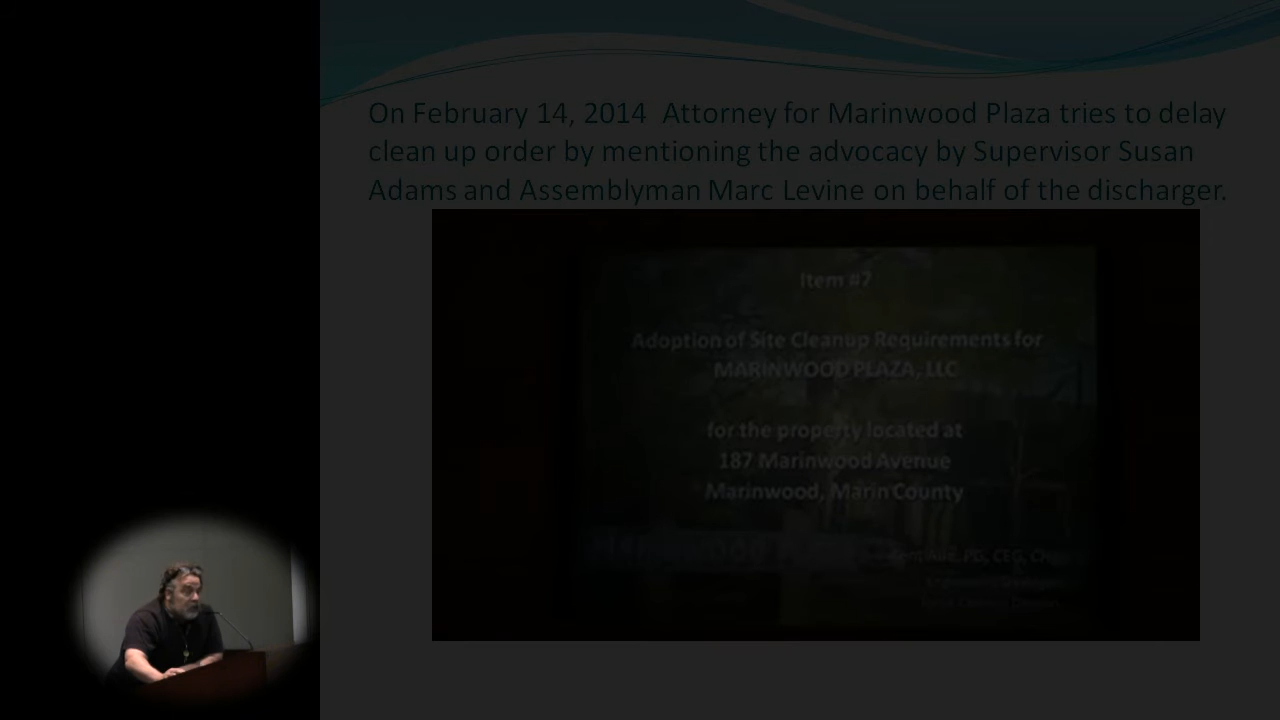 On February 14, 2014 Attorney for Marinwood Plaza tries to delay
clean up order by mentioning the advocacy by Supervisor Susan
Adams and Assemblyman Marc Levine on behalf of the discharger.
Item #7
Adoption of Site Cleanup Requirements for
MARINWOOD PLAZA, LLC
for the property located at
187 Marinwood Avenue
Marinwood, Marin County